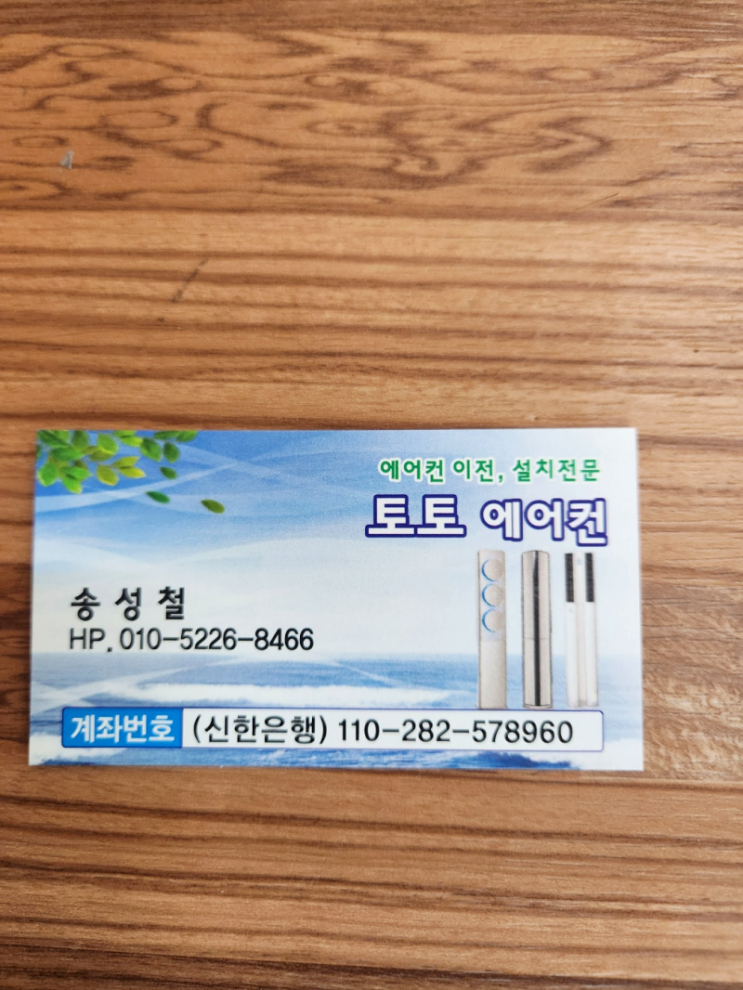 에어컨 이전, 설치전문
토토 에어컨
송성철
HP. 010-5226-8466
계좌번호 (신한은행) 110-282-578960